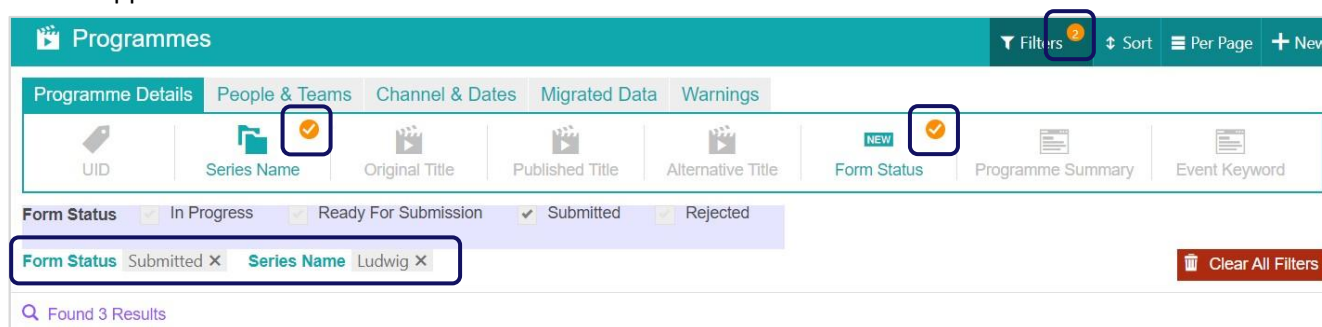 Programmes
Filters 2 Sort Per Page New
Programme Details People & Teams Channel & Dates Migrated Data Warnings
NEW
UID Series Name Original Title Published Title Alternative Title Form Status Programme Summary Event Keyword
Form Status In Progress Ready For Submission Submitted Rejected
Form Status Submitted × Series Name Ludwig × Clear All Filters
Found 3 Results